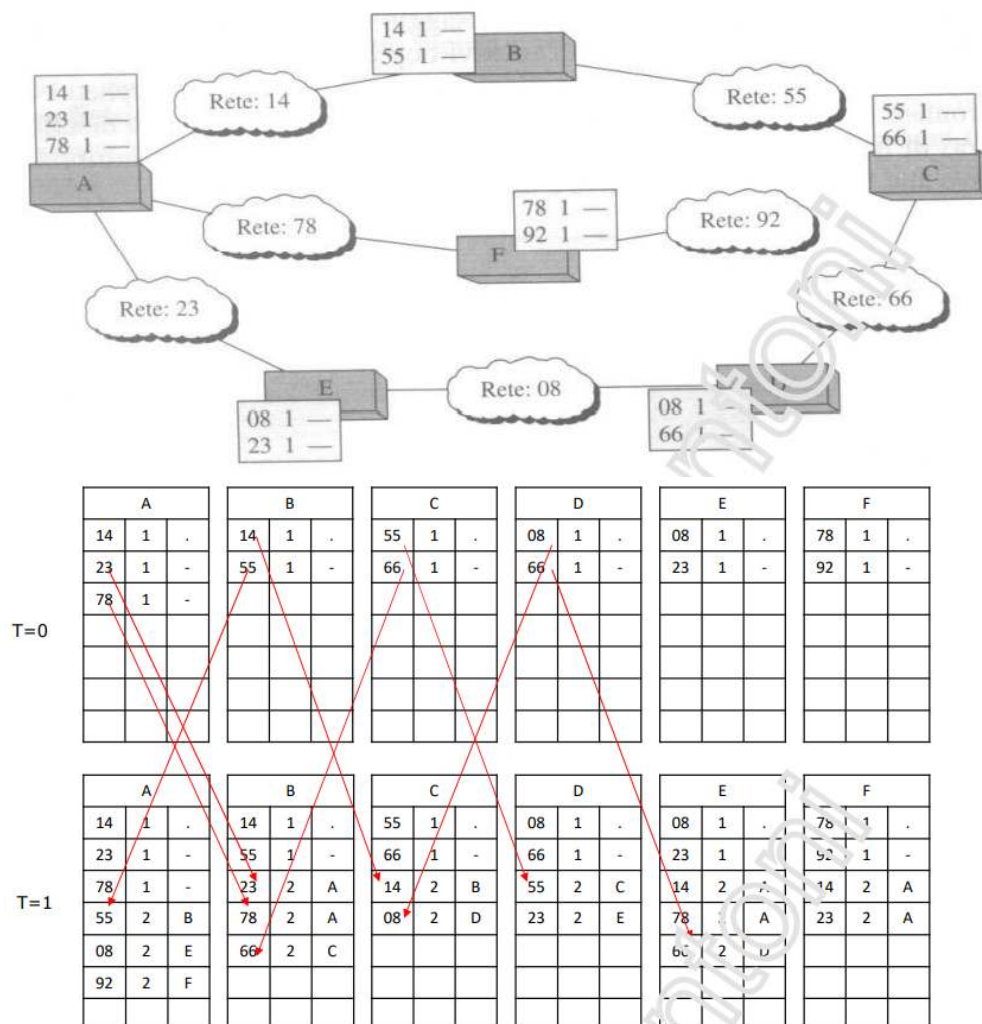 14 1 —
55 1 —
B
14 1 —
23 1 —
78 1 —
A
Rete: 14
Rete: 55
55 1 —
66 1 —
C
Rete: 78
78 1 —
92 1 —
F
Rete: 92
Rete: 23
Rete: 66
E
08 1 —
23 1 —
Rete: 08
08 1 —
66 1 —
A B C D E F
14 1 . 14 1 . 55 1 . 08 1 . 08 1 . 78 1 .
23 1 - 55 1 - 66 1 - 66 1 - 23 1 - 92 1 -
78 1 -
T=0
A B C D E F
14 1 . 14 1 . 55 1 . 08 1 . 08 1 . 78 1 .
23 1 - 55 1 - 66 1 - 66 1 - 23 1 92 1 -
78 1 - 23 2 A 14 2 B 55 2 C 14 2 A 14 2 A
T=1
55 2 B 78 2 A 08 2 D 23 2 E 78 A 23 2 A
08 2 E 66 2 C 66 2 D
92 2 F